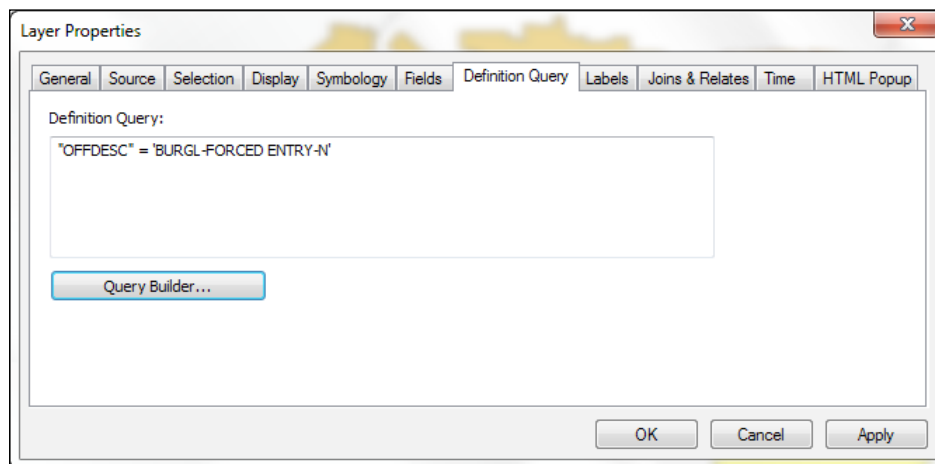 Layer Properties
General Source Selection Display Symbology Fields Definition Query Labels Joins & Relates Time HTML Popup
Definition Query:
"OFFDESC" = 'BURGL-FORCED ENTRY-N'
Query Builder...
OK Cancel Apply